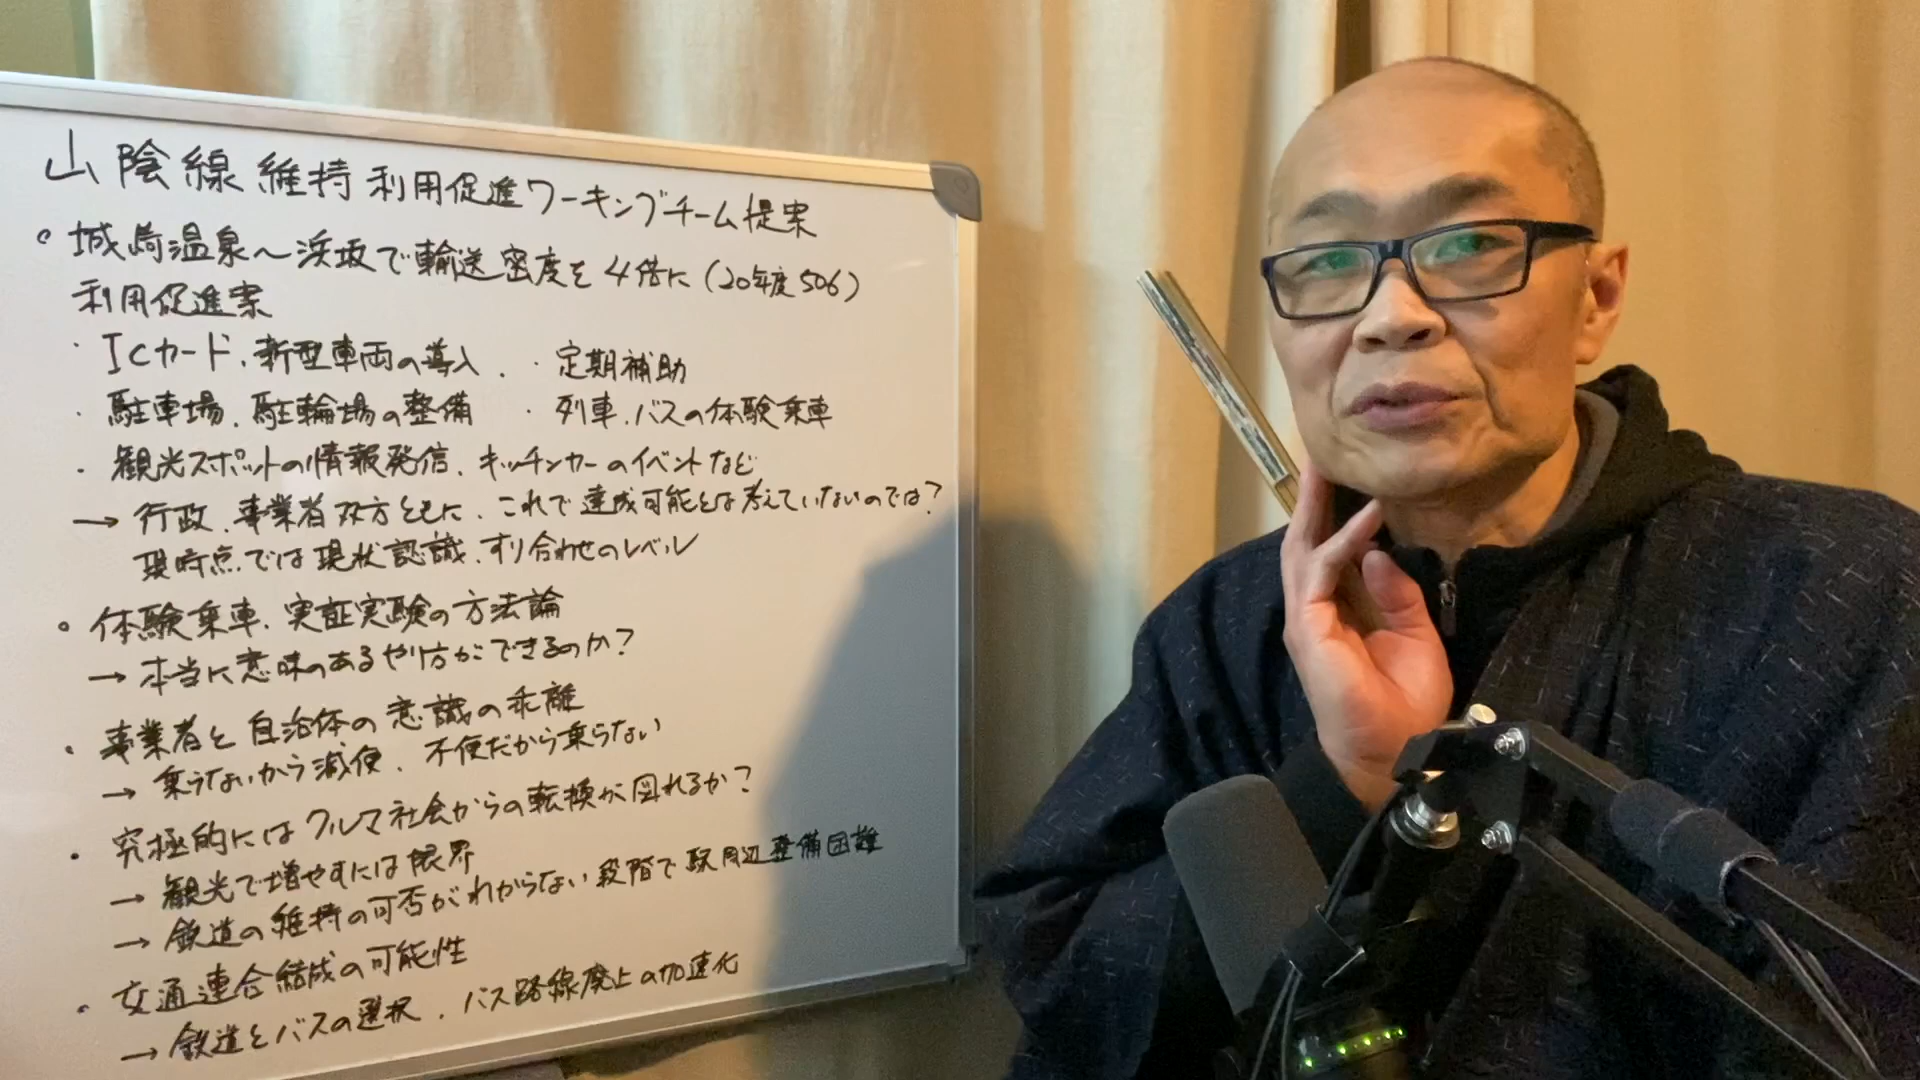 山陰線維持利用促進ワーキングチーム提案
。城崎温泉〜浜坂で輸送密度を4倍に(20年度506)
利用促進案
・ICカード、新型車両の導入、・定期補助
・駐車場、駐輪場の整備 ・列車、バスの体験乗車
・観光スポットの情報発信、キッチンカーのイベントなど
→行政、事業者双方ともに、これで達成可能とは考えていないのでは?
現時点では現状認識、すり合わせのレベル
。体験乗車、実証実験の方法論
→本当に意味のあるやり方ができるのか?
・事業者と自治体の意識の乖離
→乗らないから減便、不便だから乗らない
・究極的にはクルマ社会からの転換が図れるか?
→観光で増やすには限界
→鉄道の維持の可否がわからない段階で駅周辺整備困難
。交通連合結成の可能性
→鉄道とバスの選択、バス路線廃止の加速化